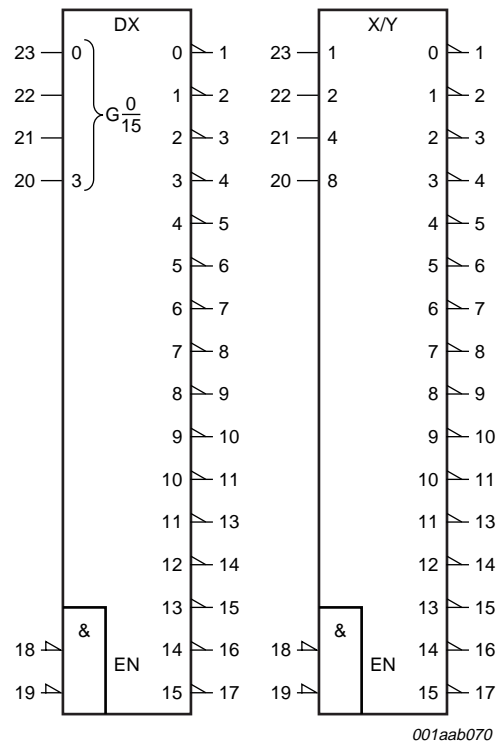 DX
X/Y
23 0 0 1
23 1 0 1
22 1 2
22 2 1 2
G 0/15
21 2 3
21 4 2 3
20 3 3 4
20 8 3 4
4 5
4 5
5 6
5 6
6 7
6 7
7 8
7 8
8 9
8 9
9 10
9 10
10 11
10 11
11 13
11 13
12 14
12 14
13 15
13 15
&
&
18 14 16
18 14 16
EN
EN
19 15 17
19 15 17
001aab070